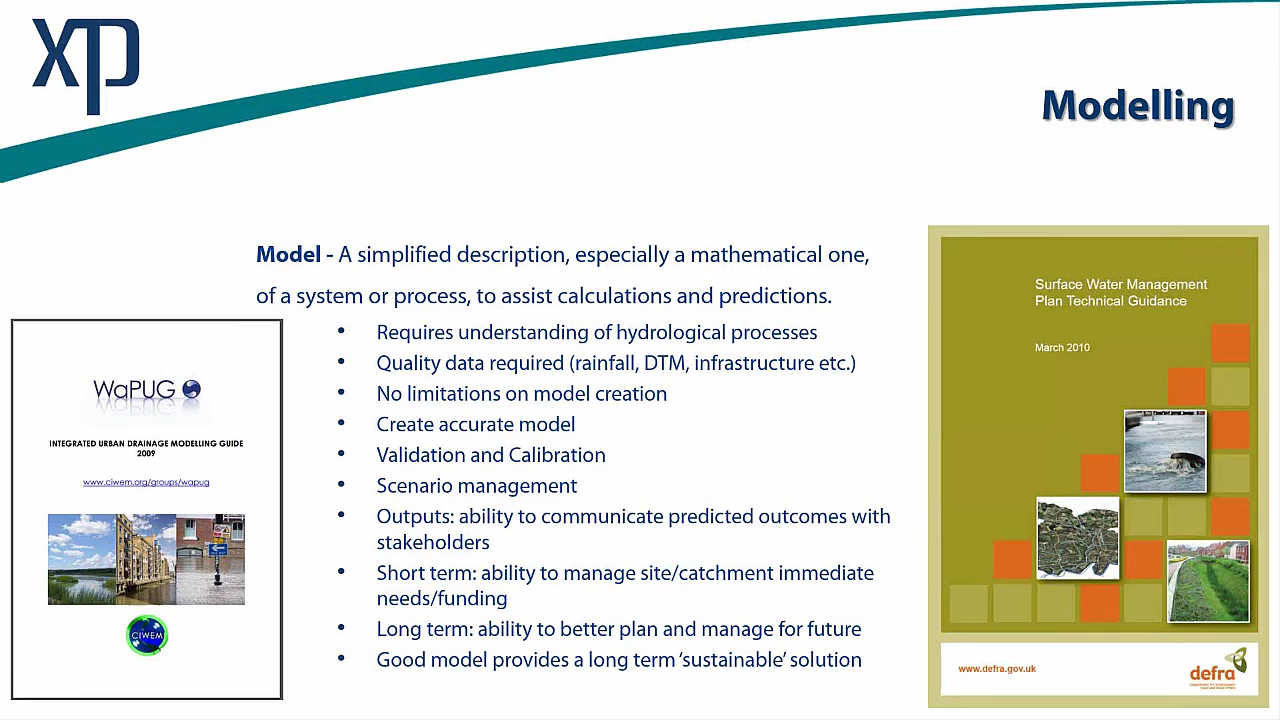 xp
Modelling
Model - A simplified description, especially a mathematical one,
of a system or process, to assist calculations and predictions.
• Requires understanding of hydrological processes
• Quality data required (rainfall, DTM, infrastructure etc.)
• No limitations on model creation
• Create accurate model
• Validation and Calibration
• Scenario management
• Outputs: ability to communicate predicted outcomes with
stakeholders
• Short term: ability to manage site/catchment immediate
needs/funding
• Long term: ability to better plan and manage for future
• Good model provides a long term ‘sustainable’ solution
WaPUG
INTEGRATED URBAN DRAINAGE MODELLING GUIDE
2009
www.ciwem.org/groups/wapug
CIWEM
Surface Water Management
Plan Technical Guidance
March 2010
www.defra.gov.uk
defra